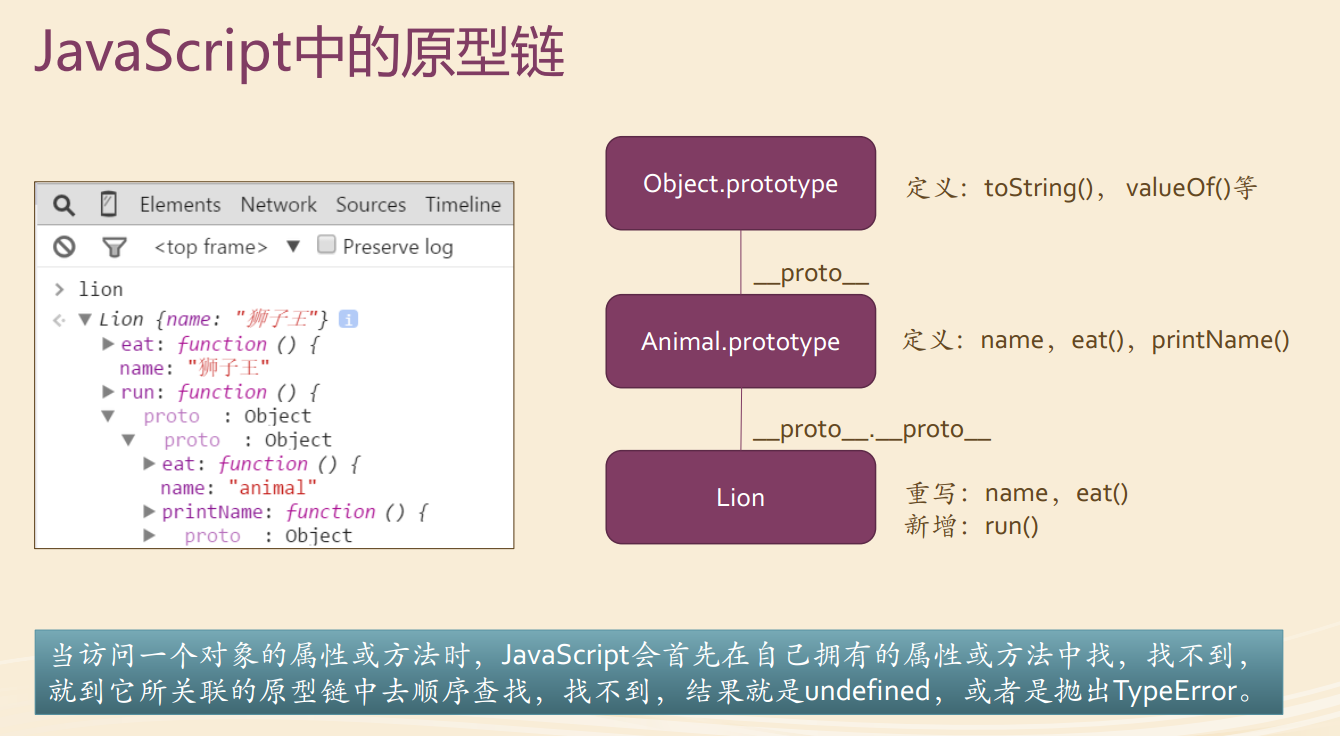 JavaScript中的原型链
Elements Network Sources Timeline
<top frame> ▼ Preserve log
> lion
Lion {name: "狮子王"} i
eat: function () {
name: "狮子王"
run: function () {
proto : Object
proto : Object
eat: function () {
name: "animal"
printName: function () {
proto : Object
Object.prototype
定义：toString()， valueOf()等
__proto__
Animal.prototype
定义：name，eat()，printName()
__proto__.__proto__
Lion
重写：name，eat()
新增：run()
当访问一个对象的属性或方法时，JavaScript会首先在自己拥有的属性或方法中找，找不到，
就到它所关联的原型链中去顺序查找，找不到，结果就是undefined，或者是抛出TypeError。